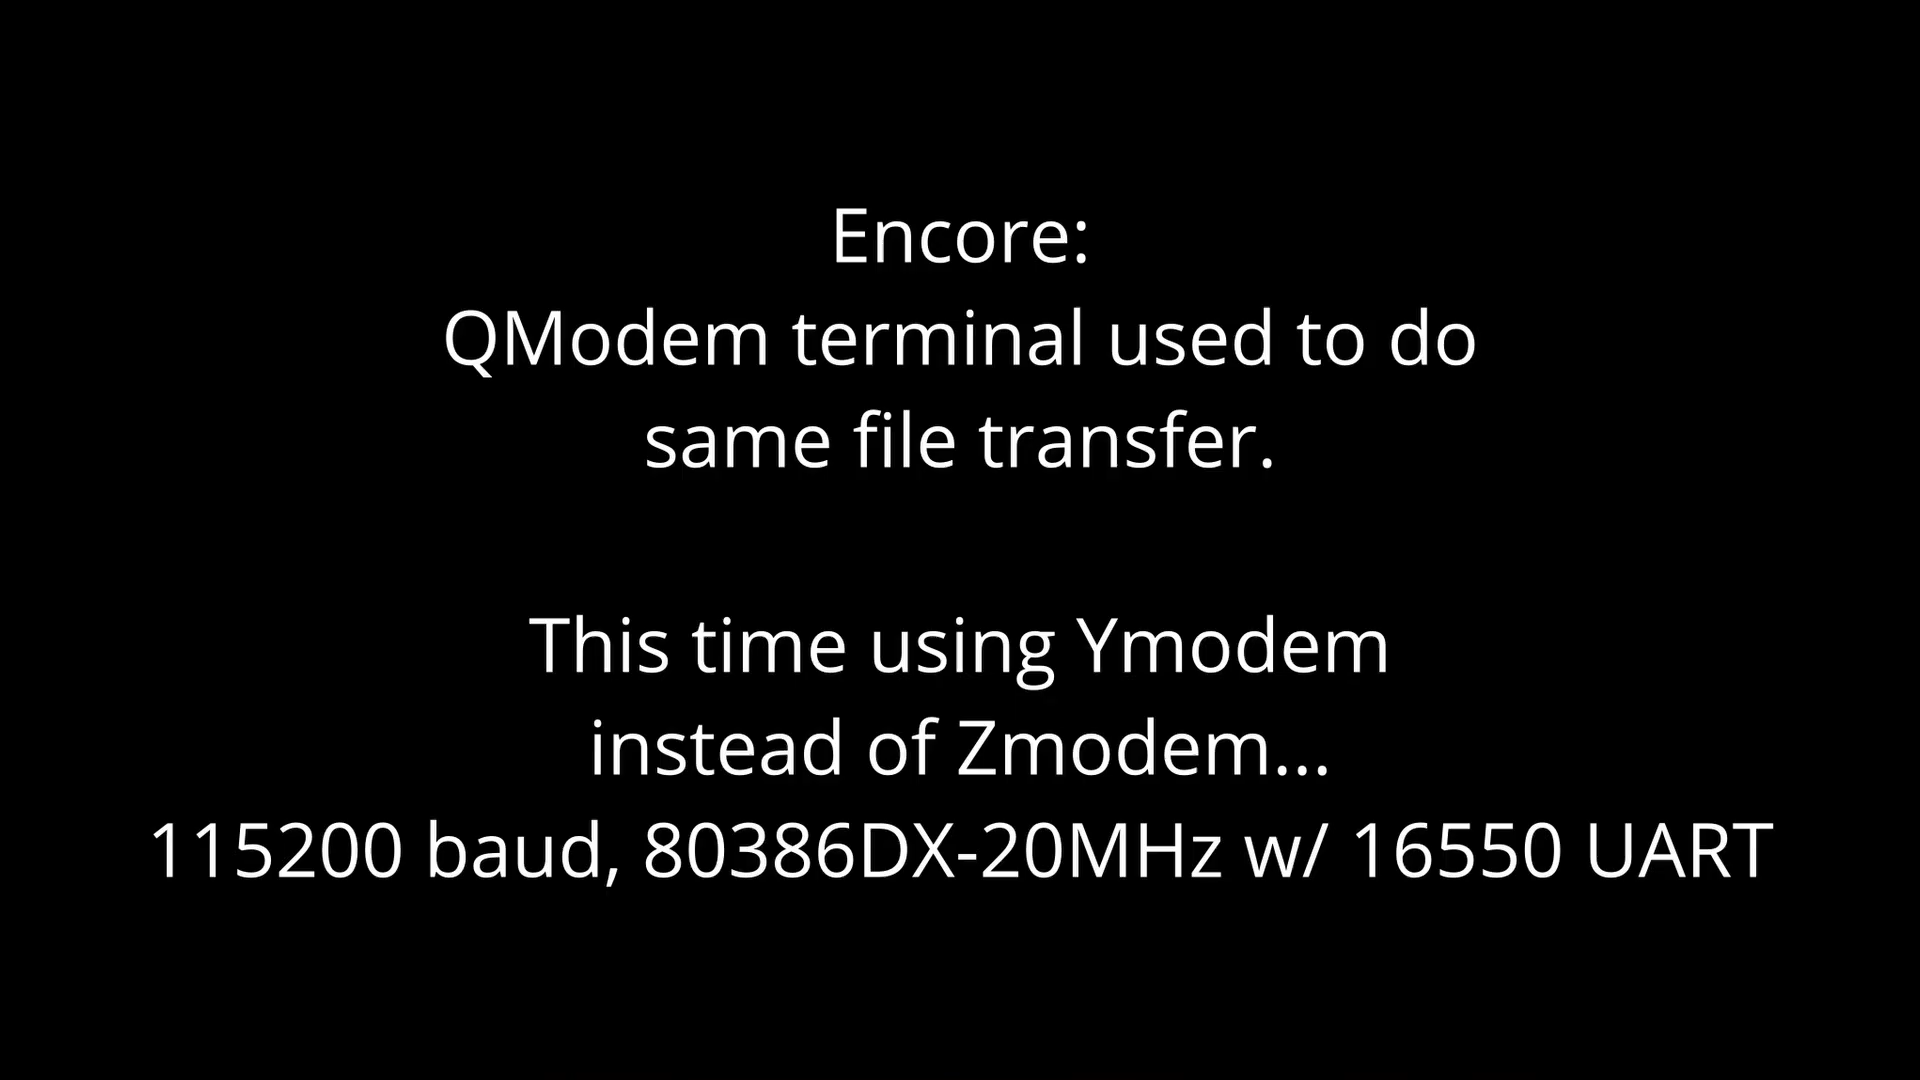 Encore:
QModem terminal used to do
same file transfer.
This time using Ymodem
instead of Zmodem...
115200 baud, 80386DX-20MHz w/ 16550 UART